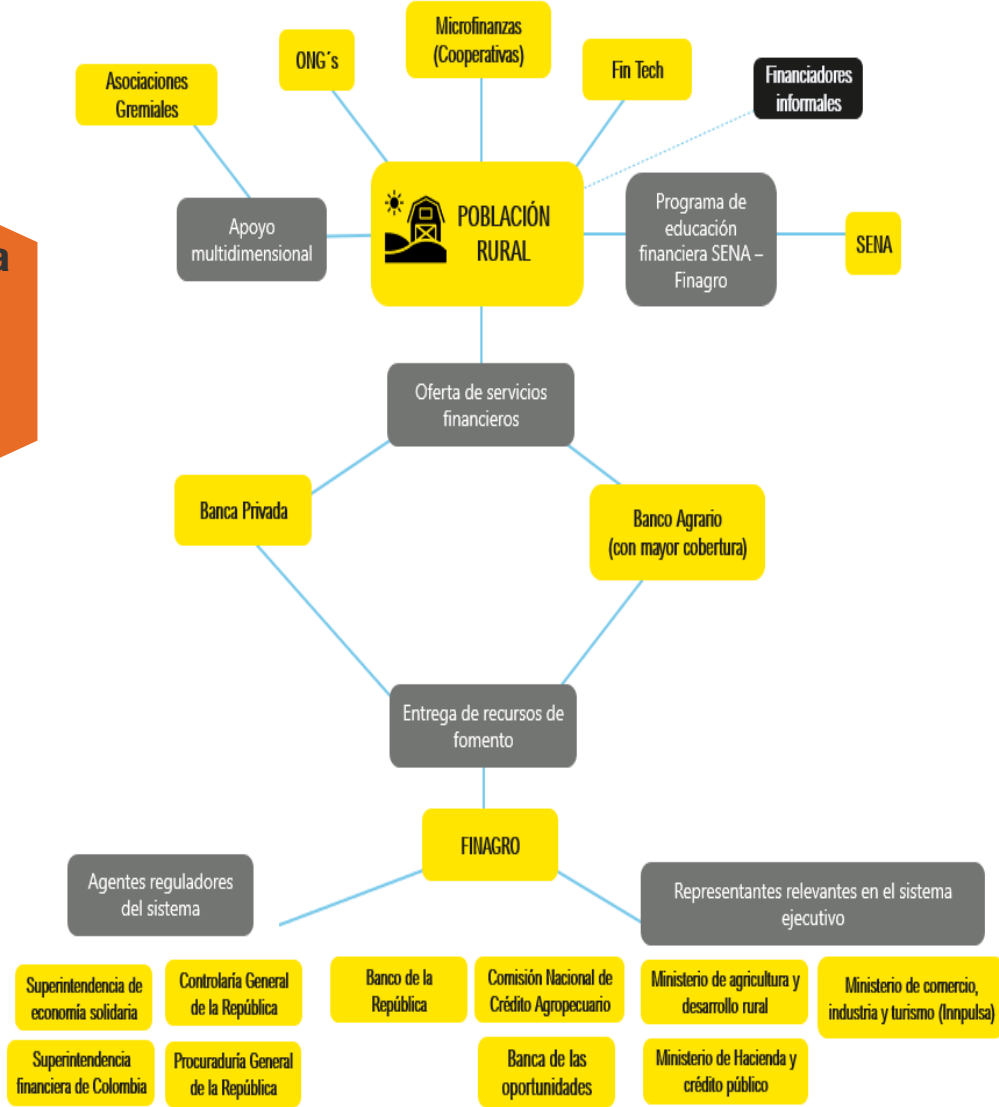 Microfinanzas
(Cooperativas)
ONG´s
Fin Tech
Asociaciones
Gremiales
Financiadores
informales
a
Apoyo
multidimensional
POBLACIÓN
RURAL
Programa de
educación
financiera SENA –
Finagro
SENA
Oferta de servicios
financieros
Banca Privada
Banco Agrario
(con mayor cobertura)
Entrega de recursos de
fomento
FINAGRO
Agentes reguladores
del sistema
Representantes relevantes en el sistema
ejecutivo
Superintendencia de
economía solidaria
Controlaría General
de la República
Banco de la
República
Comisión Nacional de
Crédito Agropecuario
Ministerio de agricultura y
desarrollo rural
Ministerio de comercio,
industria y turismo (Innpulsa)
Superintendencia
financiera de Colombia
Procuraduría General
de la República
Banca de las
oportunidades
Ministerio de Hacienda y
crédito público